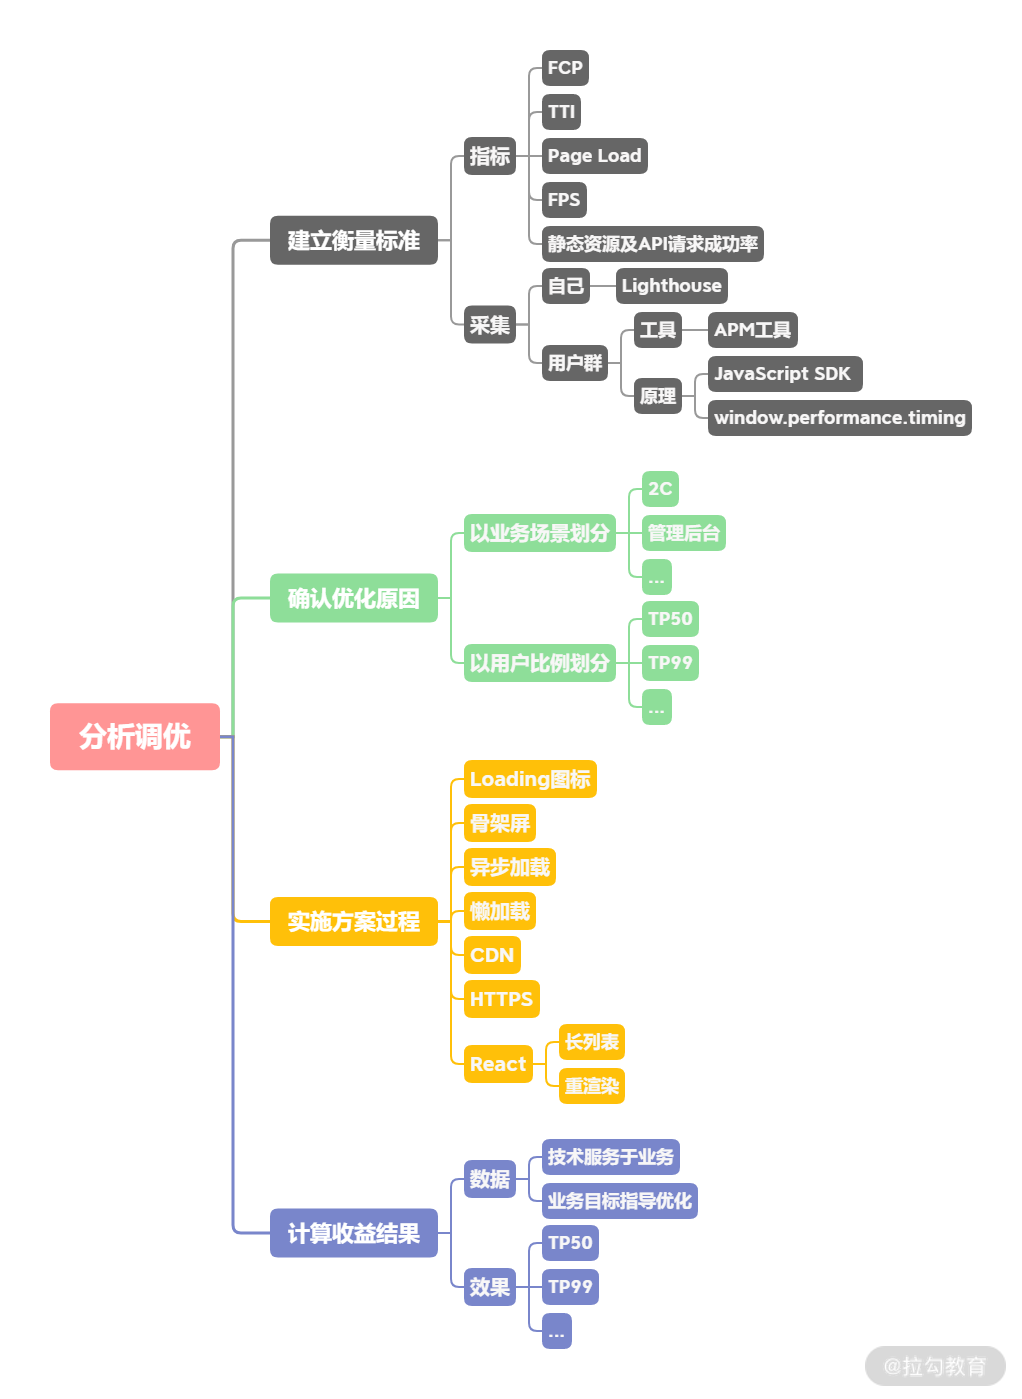 分析调优
建立衡量标准
指标
FCP
TTI
Page Load
FPS
静态资源及API请求成功率
采集
自己
Lighthouse
用户群
工具
APM工具
原理
JavaScript SDK
window.performance.timing
确认优化原因
以业务场景划分
2C
管理后台
...
以用户比例划分
TP50
TP99
...
实施方案过程
Loading图标
骨架屏
异步加载
懒加载
CDN
HTTPS
React
长列表
重渲染
计算收益结果
数据
技术服务于业务
业务目标指导优化
效果
TP50
TP99
...
@拉勾教育